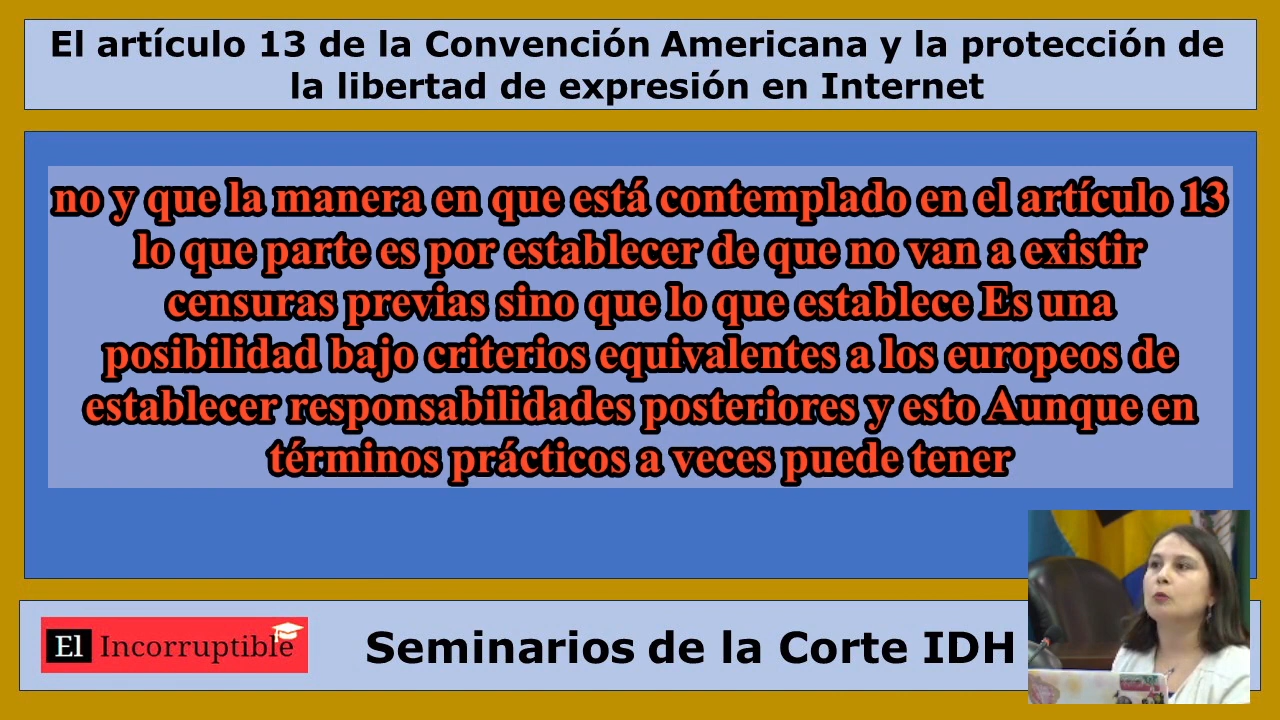 El artículo 13 de la Convención Americana y la protección de
la libertad de expresión en Internet
no y que la manera en que está contemplado en el artículo 13
lo que parte es por establecer de que no van a existir
censuras previas sino que lo que establece Es una
posibilidad bajo criterios equivalentes a los europeos de
establecer responsabilidades posteriores y esto Aunque en
términos prácticos a veces puede tener
El Incorruptible
Seminarios de la Corte IDH